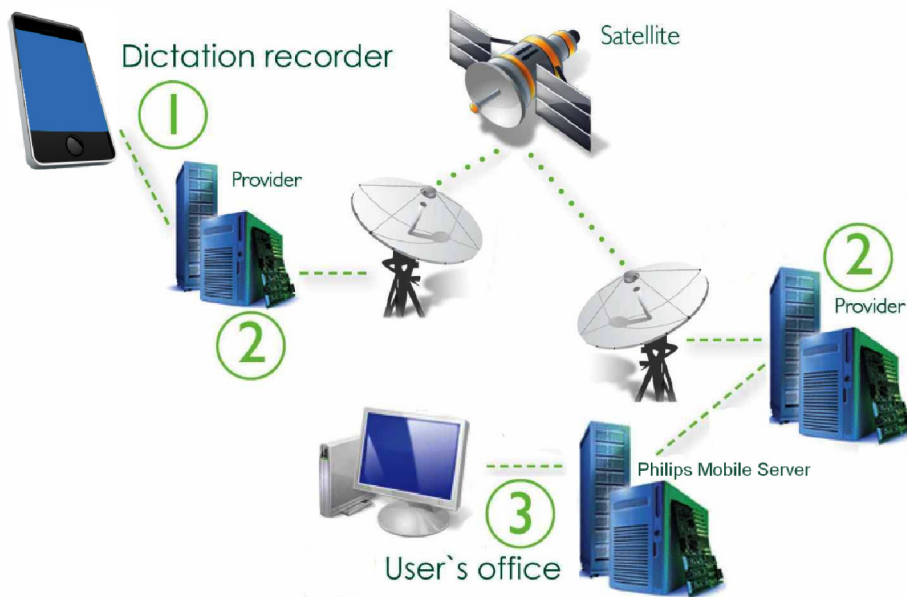 Dictation recorder
Satellite
1
Provider
2
2
Provider
Philips Mobile Server
3
User`s office